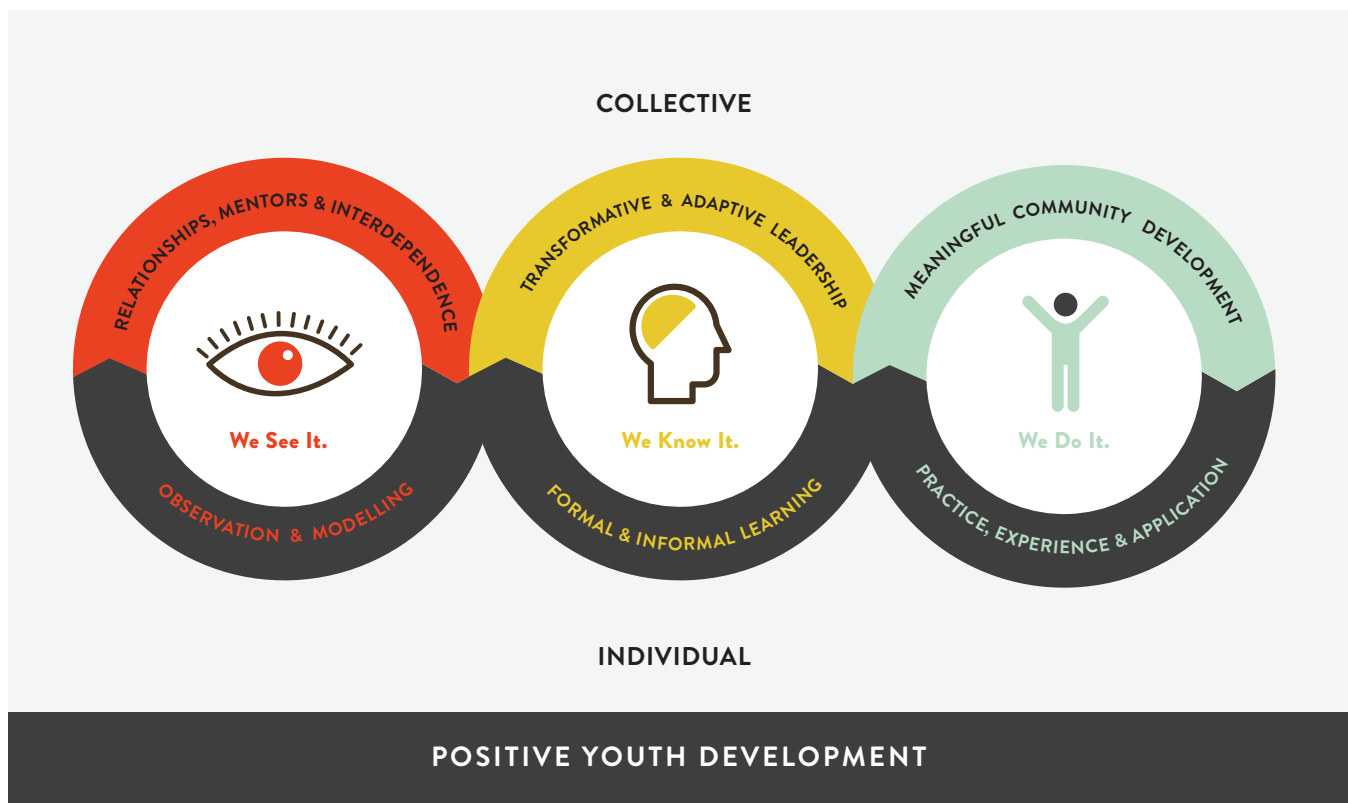 COLLECTIVE
RELATIONSHIPS, MENTORS & INTERDEPENDENCE
We See It.
OBSERVATION & MODELLING
TRANSFORMATIVE & ADAPTIVE LEADERSHIP
We Know It.
FORMAL & INFORMAL LEARNING
MEANINGFUL COMMUNITY DEVELOPMENT
We Do It.
PRACTICE, EXPERIENCE & APPLICATION
INDIVIDUAL
POSITIVE YOUTH DEVELOPMENT